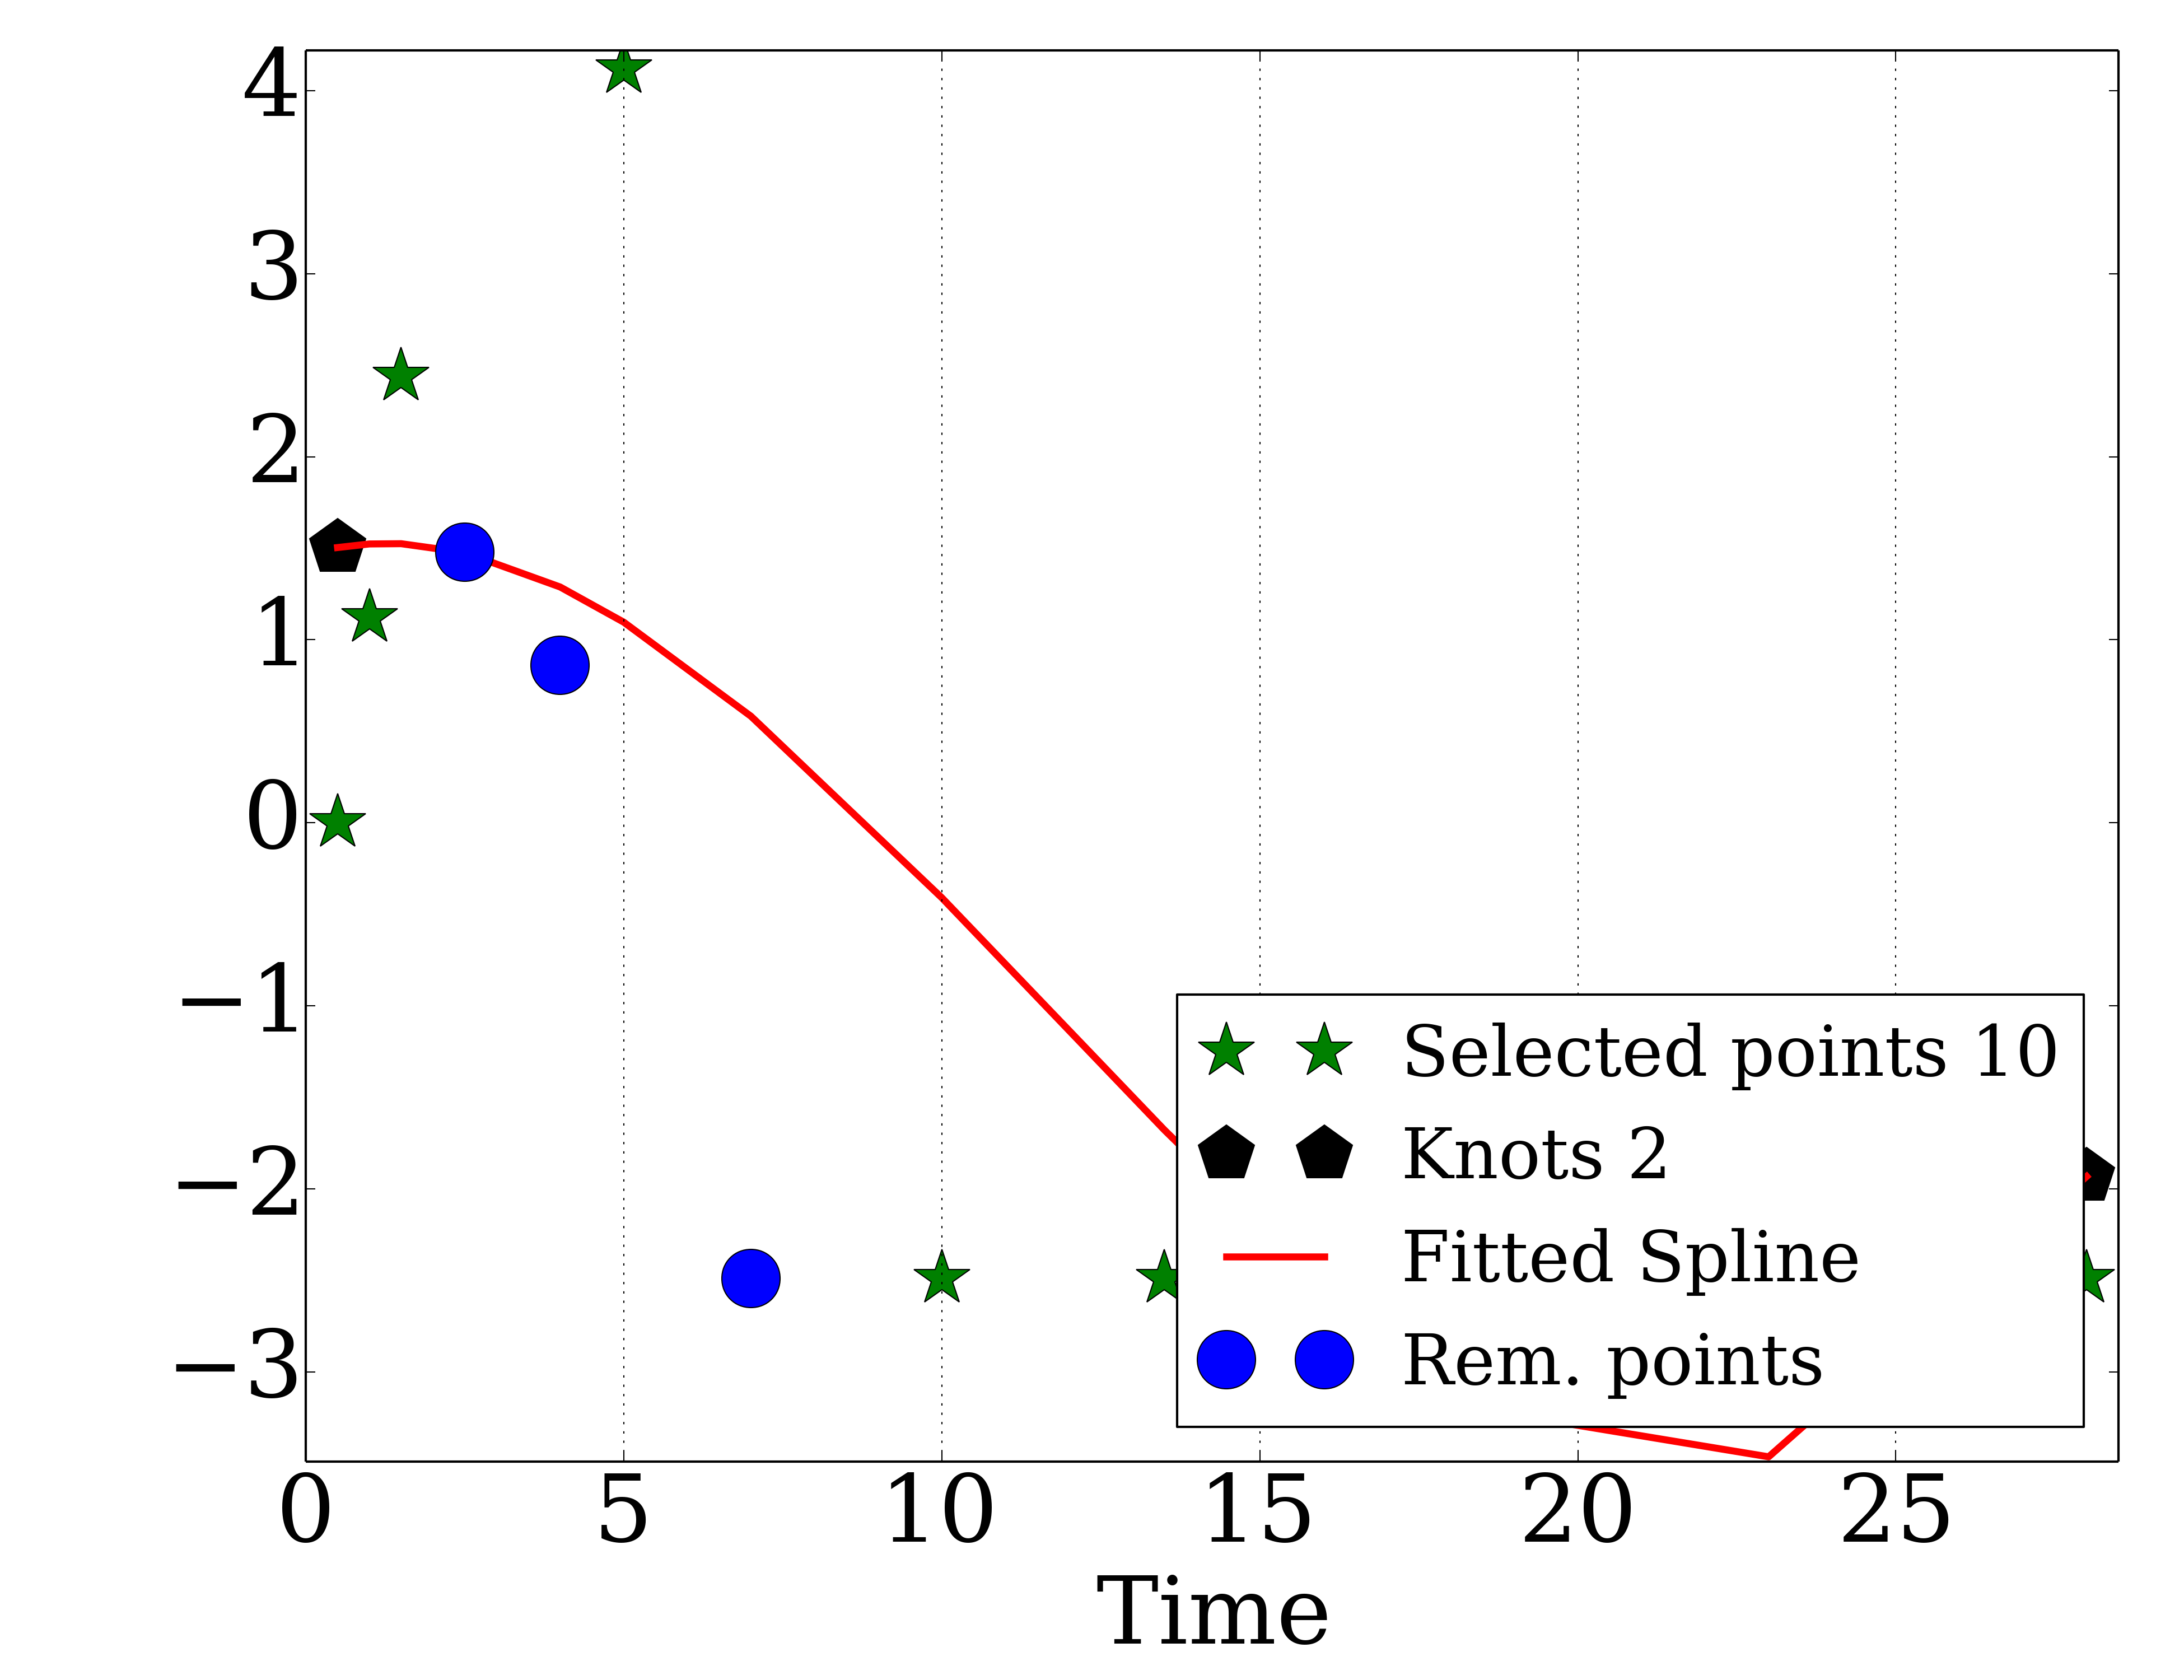 4
3
2
1
0
−1
−2
−3
Selected points 10
Knots 2
Fitted Spline
Rem. points
0 5 10 15 20 25
Time